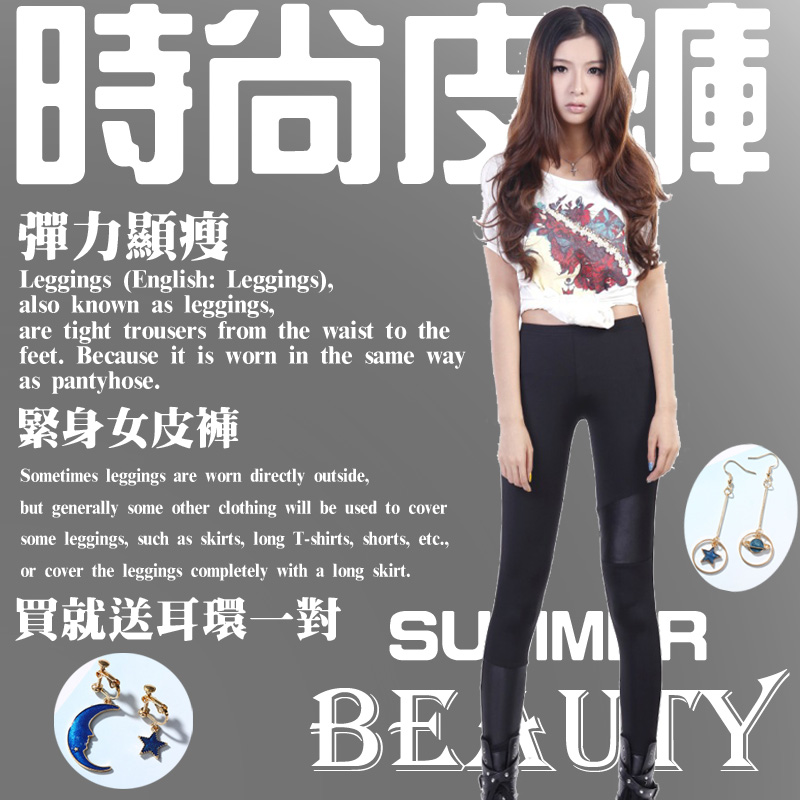 時尚皮褲
彈力顯瘦
Leggings (English: Leggings),
also known as leggings,
are tight trousers from the waist to the
feet. Because it is worn in the same way
as pantyhose.
緊身女皮褲
Sometimes leggings are worn directly outside,
but generally some other clothing will be used to cover
some leggings, such as skirts, long T-shirts, shorts, etc.,
or cover the leggings completely with a long skirt.
買就送耳環一對
SUMMER
BEAUTY